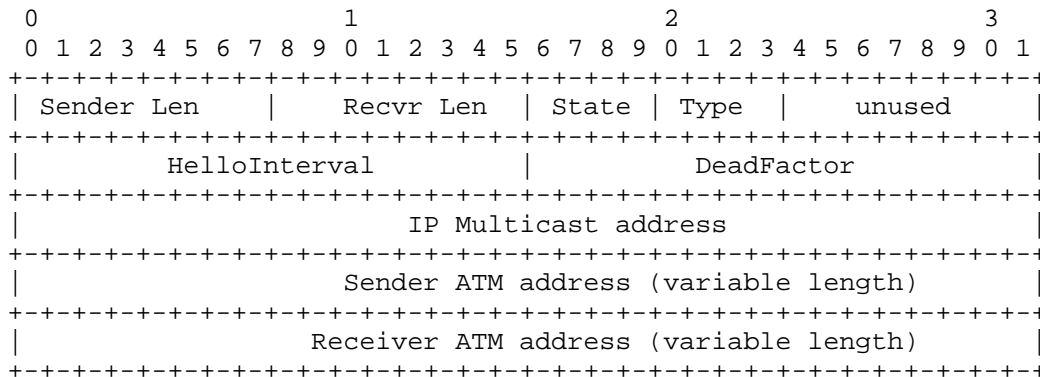 0                   1                   2                   3
 0 1 2 3 4 5 6 7 8 9 0 1 2 3 4 5 6 7 8 9 0 1 2 3 4 5 6 7 8 9 0 1
+-+-+-+-+-+-+-+-+-+-+-+-+-+-+-+-+-+-+-+-+-+-+-+-+-+-+-+-+-+-+-+-+
| Sender Len    |    Recvr Len  | State | Type  |    unused     |
+-+-+-+-+-+-+-+-+-+-+-+-+-+-+-+-+-+-+-+-+-+-+-+-+-+-+-+-+-+-+-+-+
|         HelloInterval         |          DeadFactor           |
+-+-+-+-+-+-+-+-+-+-+-+-+-+-+-+-+-+-+-+-+-+-+-+-+-+-+-+-+-+-+-+-+
|                        IP Multicast address                   |
+-+-+-+-+-+-+-+-+-+-+-+-+-+-+-+-+-+-+-+-+-+-+-+-+-+-+-+-+-+-+-+-+
|                    Sender ATM address (variable length)       |
+-+-+-+-+-+-+-+-+-+-+-+-+-+-+-+-+-+-+-+-+-+-+-+-+-+-+-+-+-+-+-+-+
|                  Receiver ATM address (variable length)       |
+-+-+-+-+-+-+-+-+-+-+-+-+-+-+-+-+-+-+-+-+-+-+-+-+-+-+-+-+-+-+-+-+